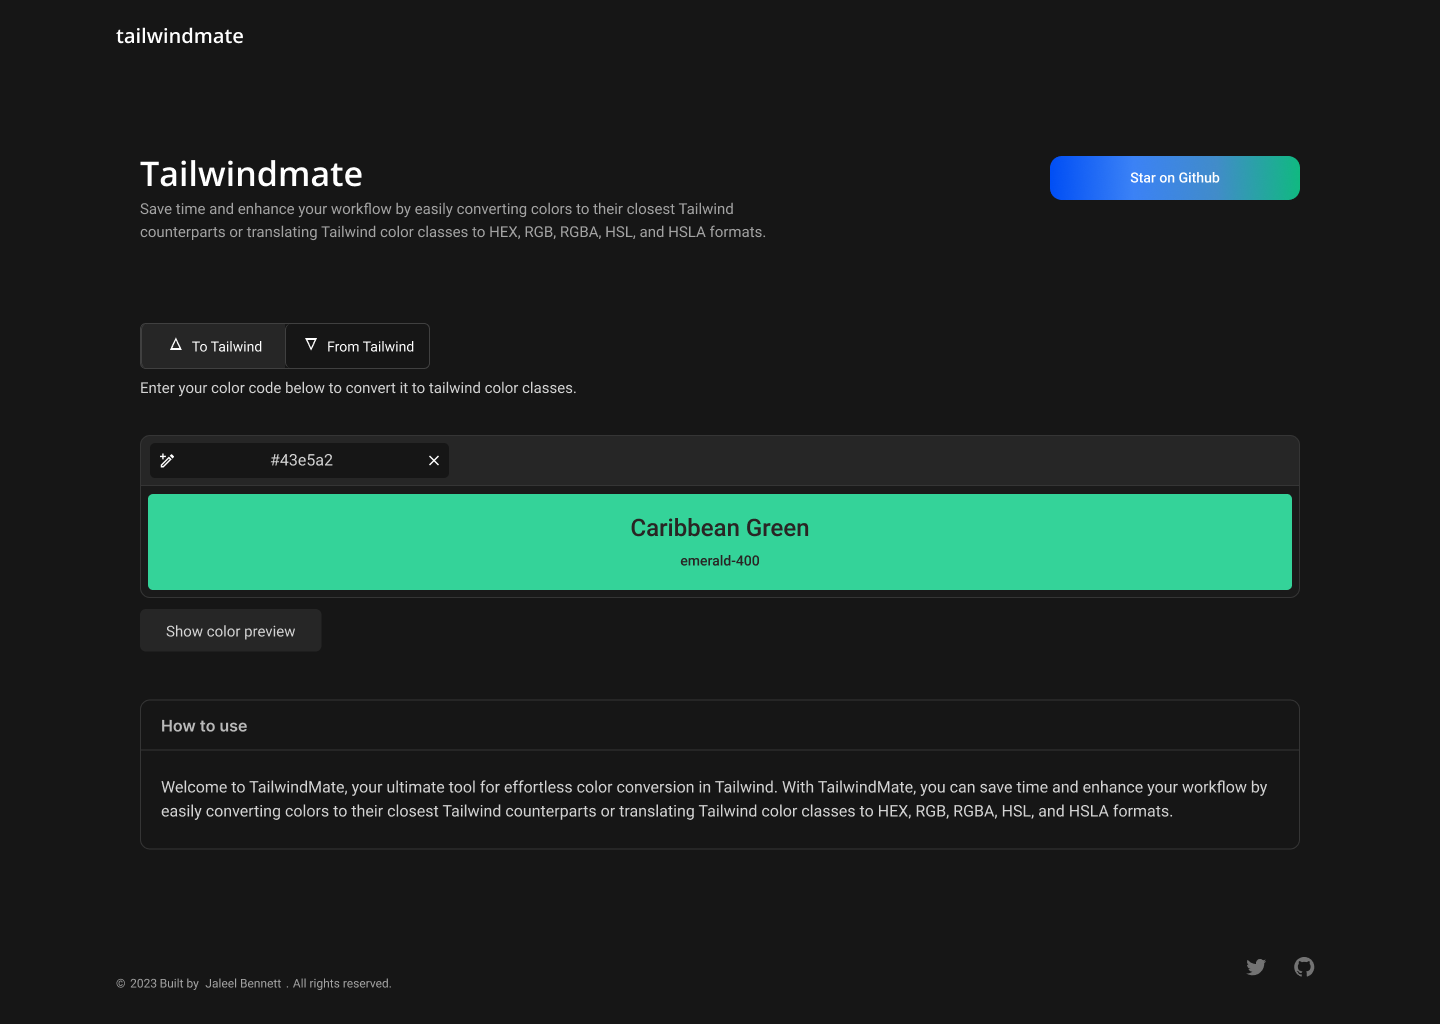 tailwindmate
Tailwindmate
Save time and enhance your workflow by easily converting colors to their closest Tailwind
counterparts or translating Tailwind color classes to HEX, RGB, RGBA, HSL, and HSLA formats.
Star on Github
To Tailwind
From Tailwind
Enter your color code below to convert it to tailwind color classes.
#43e5a2
Caribbean Green
emerald-400
Show color preview
How to use
Welcome to TailwindMate, your ultimate tool for effortless color conversion in Tailwind. With TailwindMate, you can save time and enhance your workflow by
easily converting colors to their closest Tailwind counterparts or translating Tailwind color classes to HEX, RGB, RGBA, HSL, and HSLA formats.
© 2023 Built by Jaleel Bennett . All rights reserved.